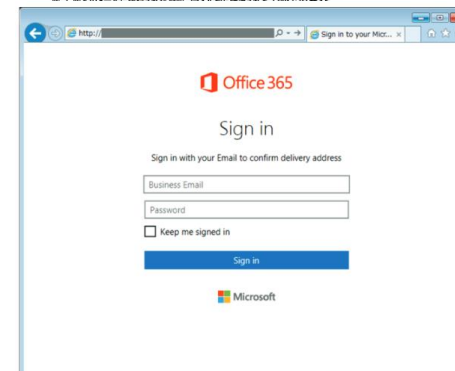 http://
Sign in to your Micr...
Office 365
Sign in
Sign in with your Email to confirm delivery address
Business Email
Password
Keep me signed in
Sign in
Microsoft